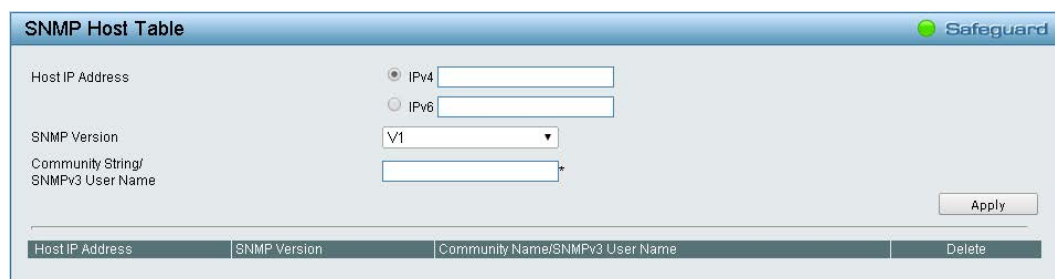 SNMP Host Table Safeguard
Host IP Address IPv4
IPv6
SNMP Version V1
Community String/
SNMPv3 User Name *
Apply
Host IP Address SNMP Version Community Name/SNMPv3 User Name Delete